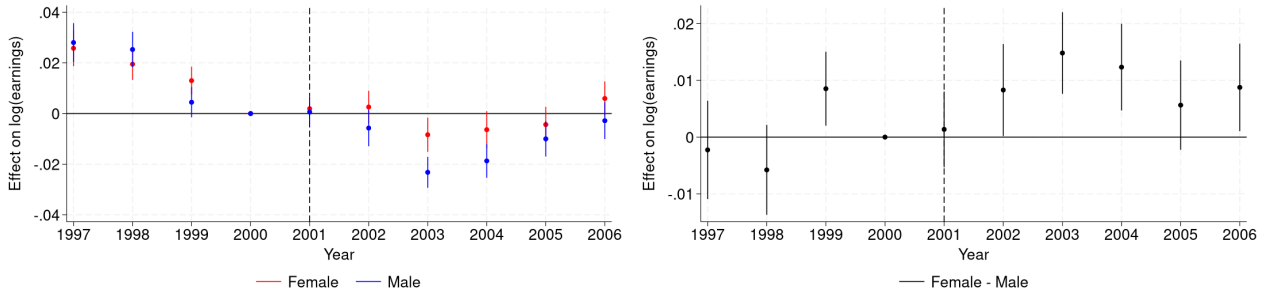 Effect on log(earnings)
.04
.02
0
-.02
-.04
1997 1998 1999 2000 2001 2002 2003 2004 2005 2006
Year
Female Male
Effect on log(earnings)
.02
.01
0
-.01
1997 1998 1999 2000 2001 2002 2003 2004 2005 2006
Year
Female - Male